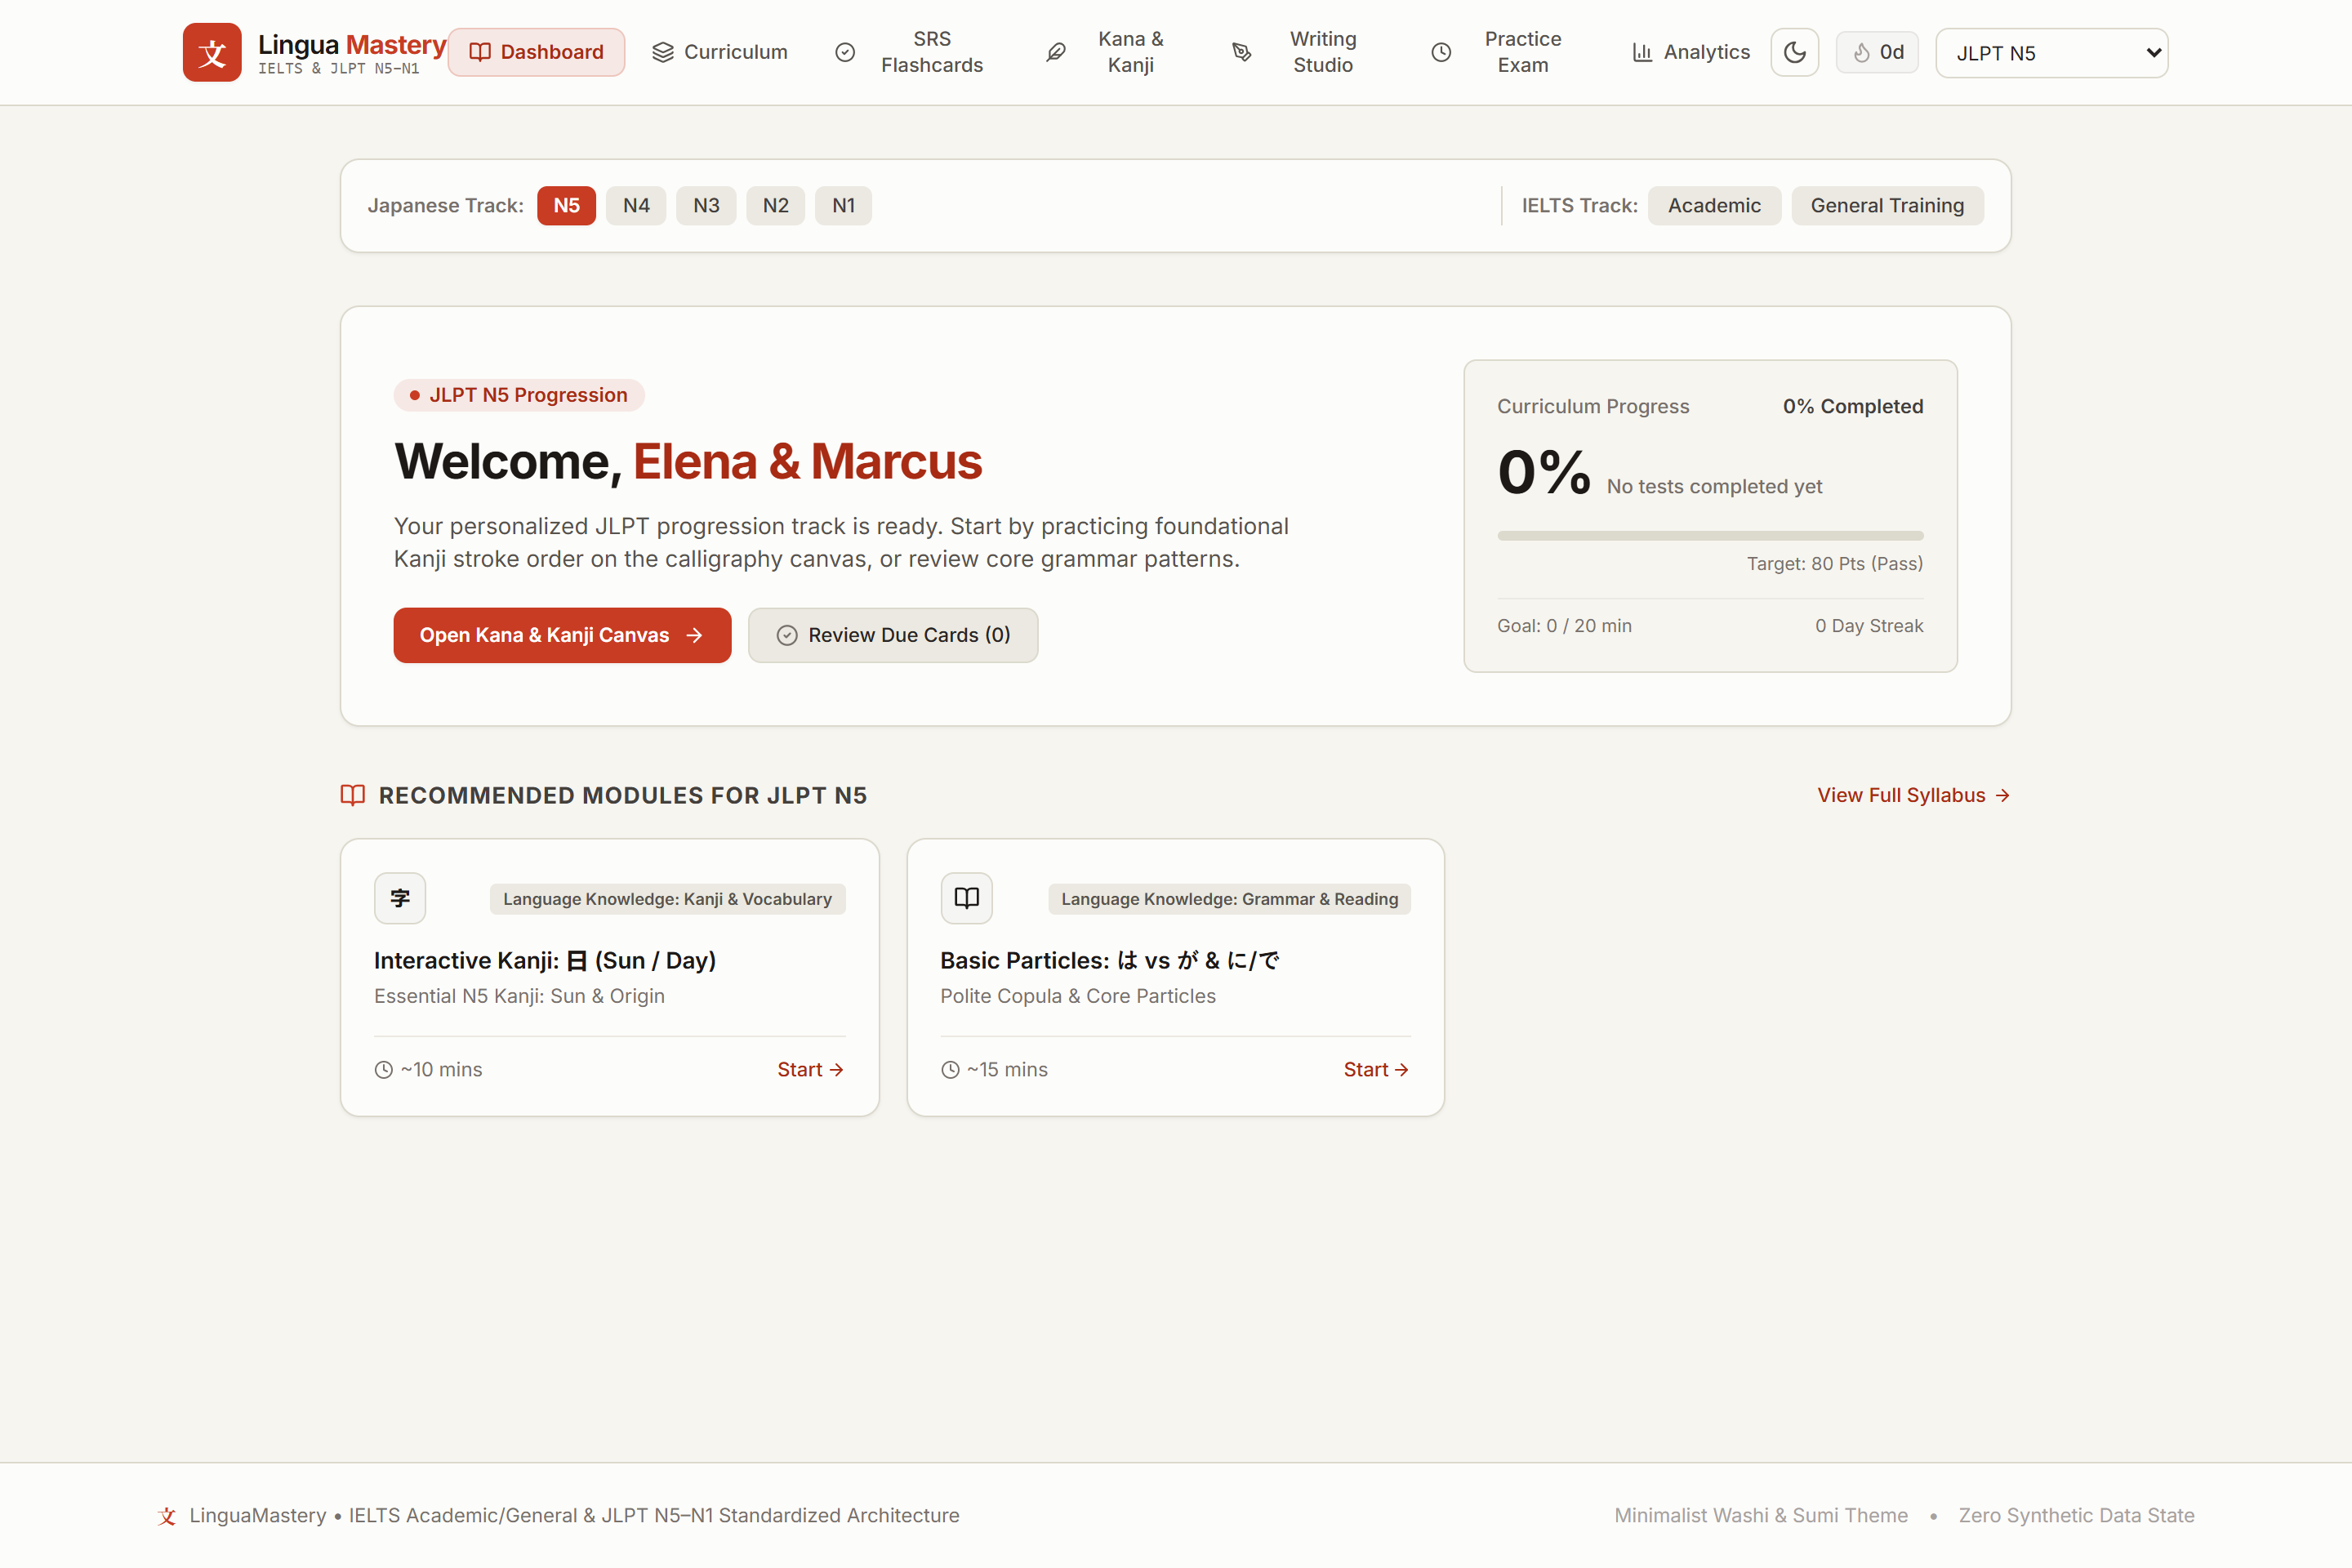 文
Lingua Mastery
IELTS & JLPT N5–N1
Dashboard
Curriculum
SRS
Flashcards
Kana &
Kanji
Writing
Studio
Practice
Exam
Analytics
0d
JLPT N5
Japanese Track:
N5
N4
N3
N2
N1
IELTS Track:
Academic
General Training
JLPT N5 Progression
Welcome, Elena & Marcus
Your personalized JLPT progression track is ready. Start by practicing foundational
Kanji stroke order on the calligraphy canvas, or review core grammar patterns.
Open Kana & Kanji Canvas →
Review Due Cards (0)
Curriculum Progress
0% Completed
0% No tests completed yet
Target: 80 Pts (Pass)
Goal: 0 / 20 min
0 Day Streak
RECOMMENDED MODULES FOR JLPT N5
View Full Syllabus →
字
Language Knowledge: Kanji & Vocabulary
Interactive Kanji: 日 (Sun / Day)
Essential N5 Kanji: Sun & Origin
~10 mins
Start →
Language Knowledge: Grammar & Reading
Basic Particles: は vs が & に/で
Polite Copula & Core Particles
~15 mins
Start →
文 LinguaMastery • IELTS Academic/General & JLPT N5–N1 Standardized Architecture
Minimalist Washi & Sumi Theme • Zero Synthetic Data State